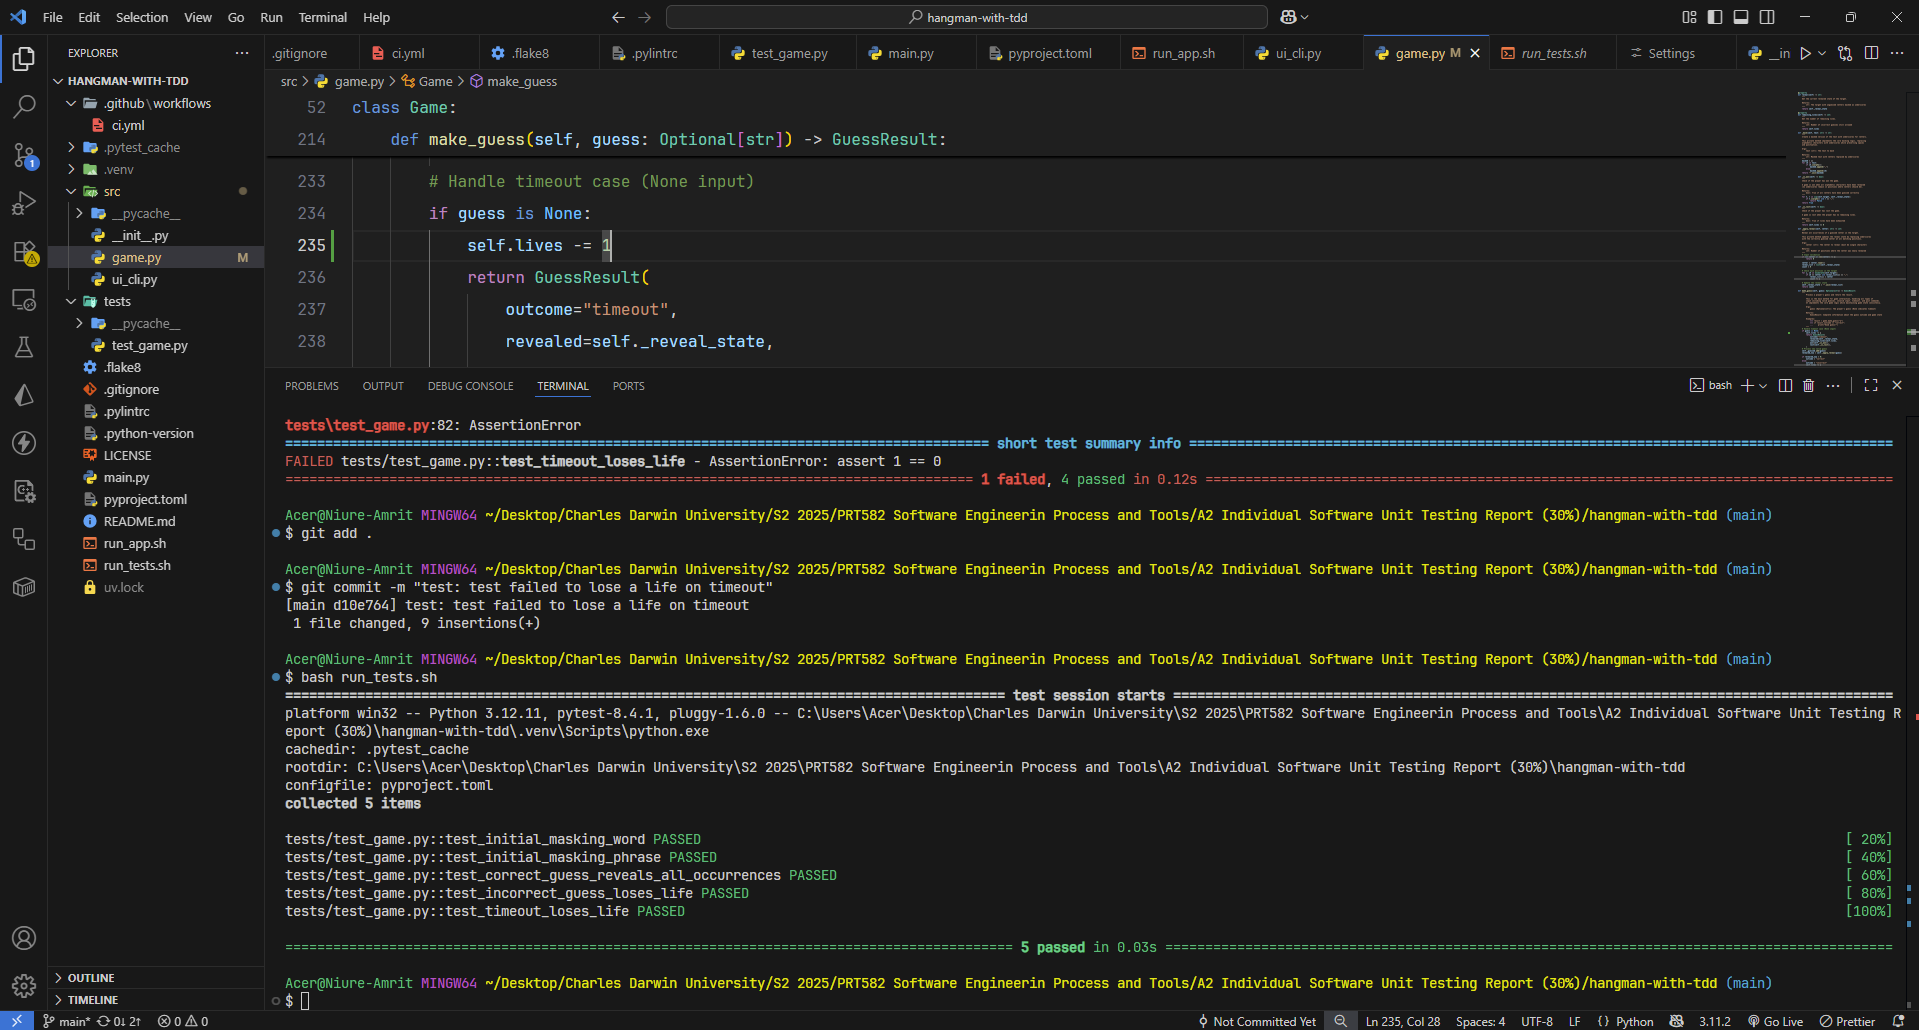 File Edit Selection View Go Run Terminal Help
hangman-with-tdd
EXPLORER
.gitignore
ci.yml
.flake8
.pylintrc
test_game.py
main.py
pyproject.toml
run_app.sh
ui_cli.py
game.py M
run_tests.sh
Settings
__in
HANGMAN-WITH-TDD
.github\workflows
ci.yml
.pytest_cache
.venv
src
__pycache__
__init__.py
game.py M
ui_cli.py
tests
__pycache__
test_game.py
.flake8
.gitignore
.pylintrc
.python-version
LICENSE
main.py
pyproject.toml
README.md
run_app.sh
run_tests.sh
uv.lock
OUTLINE
TIMELINE
1
src > game.py > Game > make_guess
52 class Game:
214 def make_guess(self, guess: Optional[str]) -> GuessResult:
233 # Handle timeout case (None input)
234 if guess is None:
235 self.lives -= 1
236 return GuessResult(
237 outcome="timeout",
238 revealed=self._reveal_state,
PROBLEMS OUTPUT DEBUG CONSOLE TERMINAL PORTS
bash
tests\test_game.py:82: AssertionError
======================================================================================== short test summary info ========================================================================================
FAILED tests/test_game.py::test_timeout_loses_life - AssertionError: assert 1 == 0
====================================================================================== 1 failed, 4 passed in 0.12s ======================================================================================
Acer@Niure-Amrit MINGW64 ~/Desktop/Charles Darwin University/S2 2025/PRT582 Software Engineerin Process and Tools/A2 Individual Software Unit Testing Report (30%)/hangman-with-tdd (main)
$ git add .
Acer@Niure-Amrit MINGW64 ~/Desktop/Charles Darwin University/S2 2025/PRT582 Software Engineerin Process and Tools/A2 Individual Software Unit Testing Report (30%)/hangman-with-tdd (main)
$ git commit -m "test: test failed to lose a life on timeout"
[main d10e764] test: test failed to lose a life on timeout
1 file changed, 9 insertions(+)
Acer@Niure-Amrit MINGW64 ~/Desktop/Charles Darwin University/S2 2025/PRT582 Software Engineerin Process and Tools/A2 Individual Software Unit Testing Report (30%)/hangman-with-tdd (main)
$ bash run_tests.sh
========================================================================================== test session starts ==========================================================================================
platform win32 -- Python 3.12.11, pytest-8.4.1, pluggy-1.6.0 -- C:\Users\Acer\Desktop\Charles Darwin University\S2 2025\PRT582 Software Engineerin Process and Tools\A2 Individual Software Unit Testing R
eport (30%)\hangman-with-tdd\.venv\Scripts\python.exe
cachedir: .pytest_cache
rootdir: C:\Users\Acer\Desktop\Charles Darwin University\S2 2025\PRT582 Software Engineerin Process and Tools\A2 Individual Software Unit Testing Report (30%)\hangman-with-tdd
configfile: pyproject.toml
collected 5 items
tests/test_game.py::test_initial_masking_word PASSED [ 20%]
tests/test_game.py::test_initial_masking_phrase PASSED [ 40%]
tests/test_game.py::test_correct_guess_reveals_all_occurrences PASSED [ 60%]
tests/test_game.py::test_incorrect_guess_loses_life PASSED [ 80%]
tests/test_game.py::test_timeout_loses_life PASSED [100%]
=========================================================================================== 5 passed in 0.03s ===========================================================================================
Acer@Niure-Amrit MINGW64 ~/Desktop/Charles Darwin University/S2 2025/PRT582 Software Engineerin Process and Tools/A2 Individual Software Unit Testing Report (30%)/hangman-with-tdd (main)
$
main* 0↓ 2↑ 0 0 Not Committed Yet Ln 235, Col 28 Spaces: 4 UTF-8 LF Python 3.11.2 Go Live Prettier